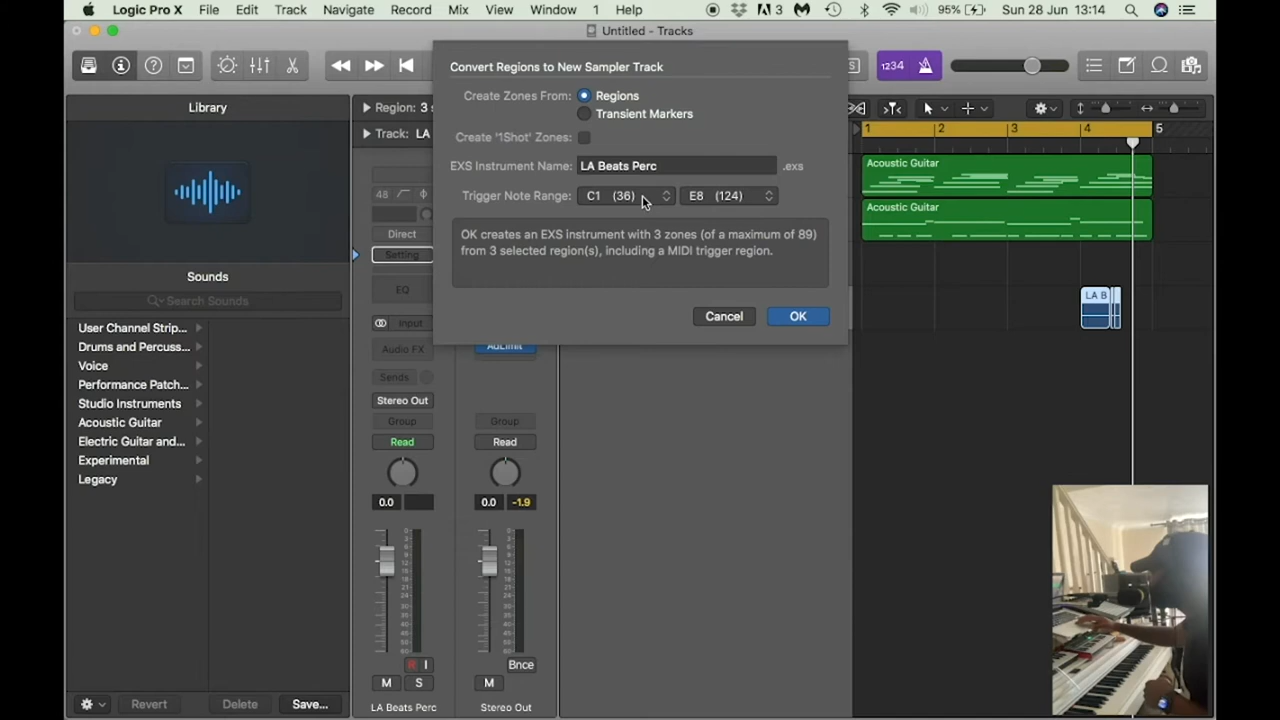 Logic Pro X File Edit Track Navigate Record Mix View Window 1 Help 3 95% Sun 28 Jun 13:14
Untitled - Tracks
1234
Library
Region: 3
Track: LA
Convert Regions to New Sampler Track
Create Zones From: Regions
Transient Markers
Create '1Shot' Zones:
EXS Instrument Name: LA Beats Perc .exs
Trigger Note Range: C1 (36) E8 (124)
OK creates an EXS instrument with 3 zones (of a maximum of 89)
from 3 selected region(s), including a MIDI trigger region.
Cancel OK
1 2 3 4 5
Acoustic Guitar
Acoustic Guitar
LA B
Sounds
Search Sounds
User Channel Strip...
Drums and Percuss...
Voice
Performance Patch...
Studio Instruments
Acoustic Guitar
Electric Guitar and...
Experimental
Legacy
48
Direct
Setting
EQ
Input
Audio FX
Sends
Stereo Out
Group Group
Read Read
0.0 0.0 -1.9
R I Bnce
M S M
LA Beats Perc Stereo Out
Revert Delete Save...